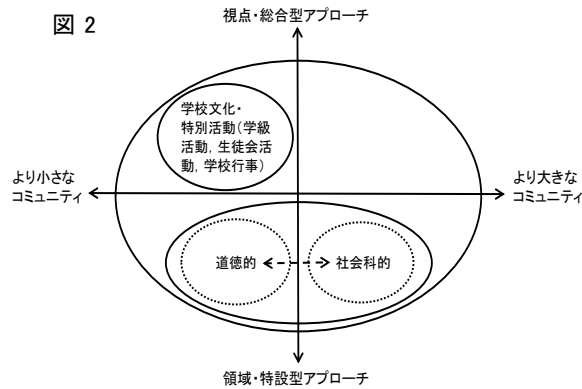 図 2
視点・総合型アプローチ
学校文化・
特別活動(学級
活動, 生徒会活
動, 学校行事)
より小さな
コミュニティ
より大きな
コミュニティ
道徳的
社会科的
領域・特設型アプローチ